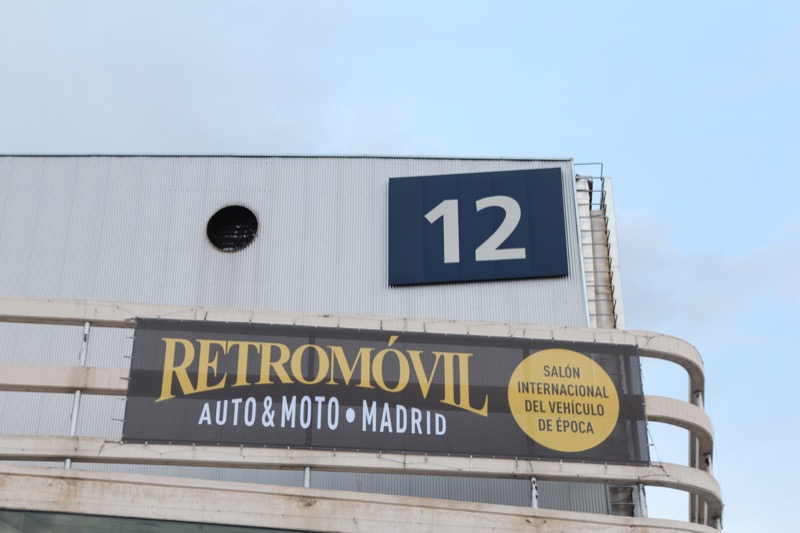 12
RETROMÓVIL
AUTO & MOTO • MADRID
SALÓN
INTERNACIONAL
DEL VEHÍCULO
DE ÉPOCA